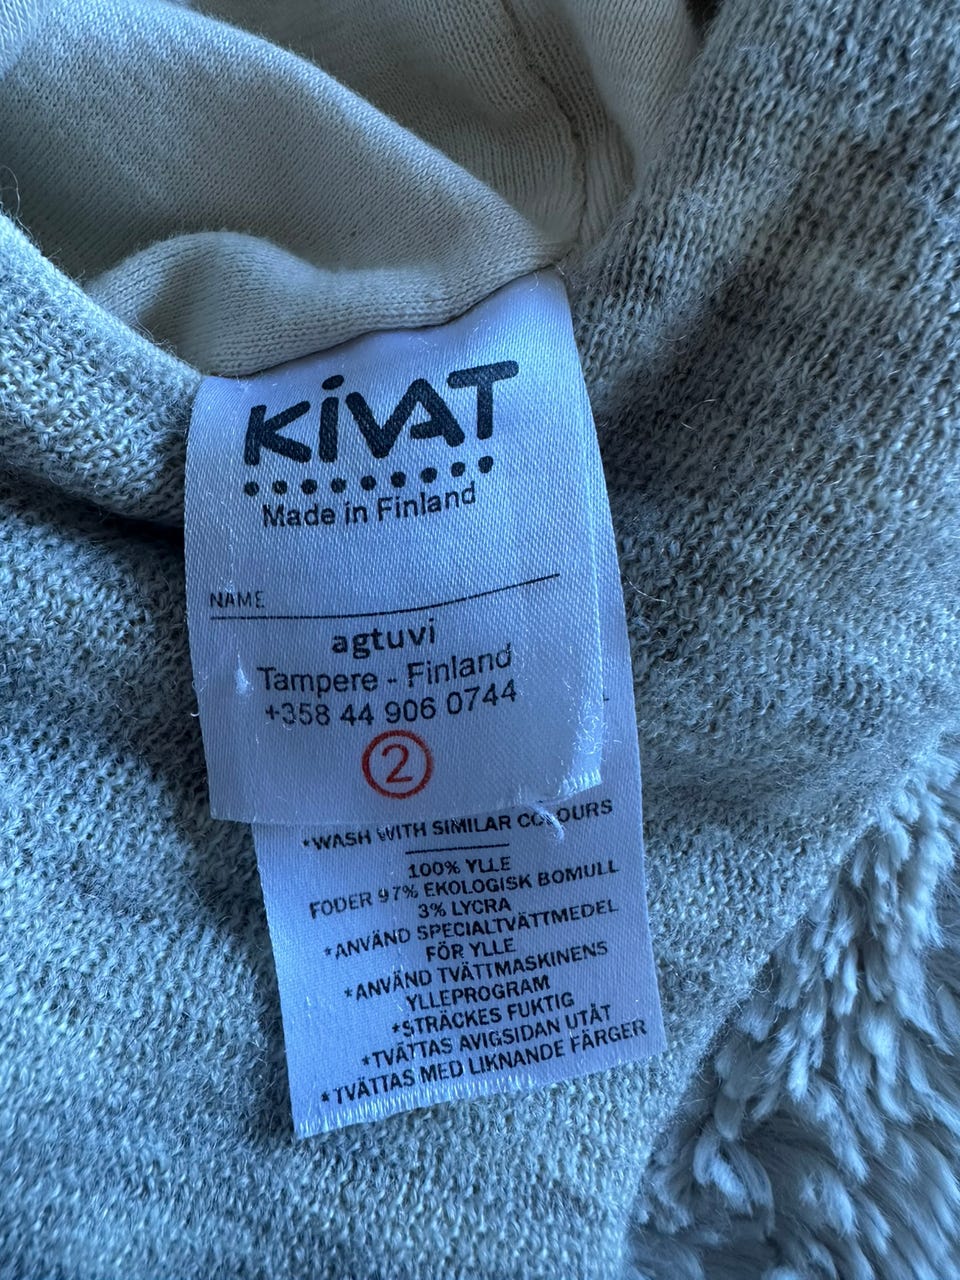 KiVAT
Made in Finland
NAME
agtuvi
Tampere - Finland
+358 44 906 0744
2
*WASH WITH SIMILAR COLOURS
100% YLLE
FODER 97% EKOLOGISK BOMULL
3% LYCRA
*ANVÄND SPECIALTVÄTTMEDEL
FÖR YLLE
*ANVÄND TVÄTTMASKINENS
YLLEPROGRAM
*STRÄCKES FUKTIG
*TVÄTTAS AVIGSIDAN UTÅT
*TVÄTTAS MED LIKNANDE FÄRGER